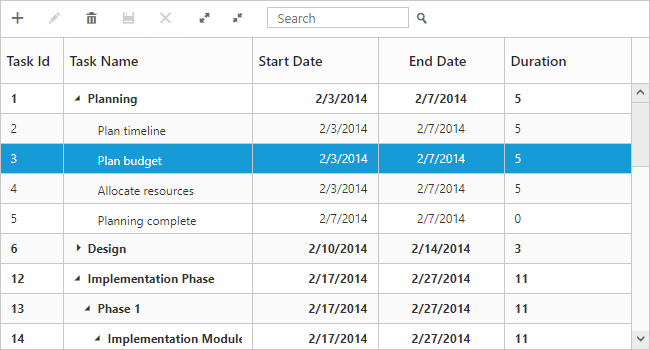 Search
Task Id Task Name Start Date End Date Duration
1 Planning 2/3/2014 2/7/2014 5
2 Plan timeline 2/3/2014 2/7/2014 5
3 Plan budget 2/3/2014 2/7/2014 5
4 Allocate resources 2/3/2014 2/7/2014 5
5 Planning complete 2/7/2014 2/7/2014 0
6 Design 2/10/2014 2/14/2014 3
12 Implementation Phase 2/17/2014 2/27/2014 11
13 Phase 1 2/17/2014 2/27/2014 11
14 Implementation Module 2/17/2014 2/27/2014 11